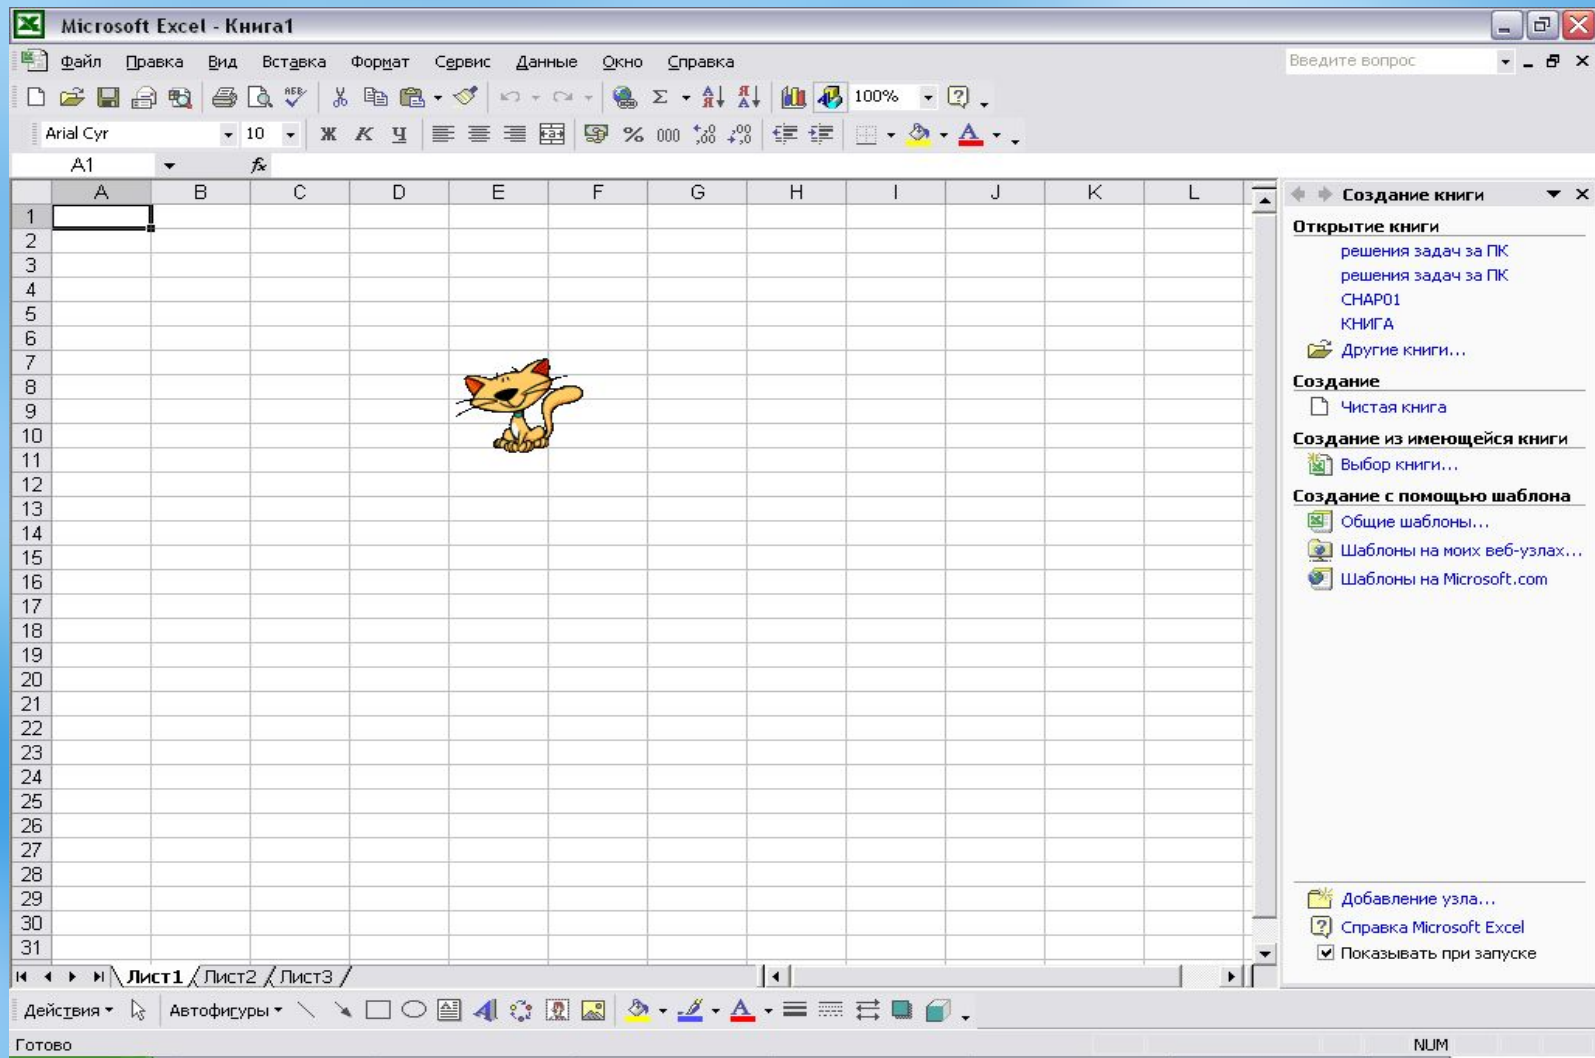 Microsoft Excel - Книга1
Файл Правка Вид Вставка Формат Сервис Данные Окно Справка Введите вопрос
100%
Arial Cyr 10 Ж К Ч % 000
A1 fx
A B C D E F G H I J K L
1
2
3
4
5
6
7
8
9
10
11
12
13
14
15
16
17
18
19
20
21
22
23
24
25
26
27
28
29
30
31
Создание книги
Открытие книги
решения задач за ПК
решения задач за ПК
CHAP01
КНИГА
Другие книги...
Создание
Чистая книга
Создание из имеющейся книги
Выбор книги...
Создание с помощью шаблона
Общие шаблоны...
Шаблоны на моих веб-узлах...
Шаблоны на Microsoft.com
Добавление узла...
Справка Microsoft Excel
Показывать при запуске
Лист1 Лист2 Лист3
Действия Автофигуры
Готово NUM